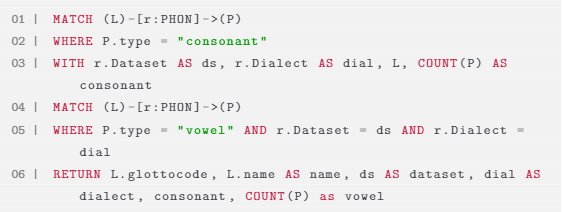 01 | MATCH (L)-[r:PHON]->(P)
02 | WHERE P.type = "consonant"
03 | WITH r.Dataset AS ds, r.Dialect AS dial, L, COUNT(P) AS
consonant
04 | MATCH (L)-[r:PHON]->(P)
05 | WHERE P.type = "vowel" AND r.Dataset = ds AND r.Dialect =
dial
06 | RETURN L.glottocode, L.name AS name, ds AS dataset, dial AS
dialect, consonant, COUNT(P) as vowel